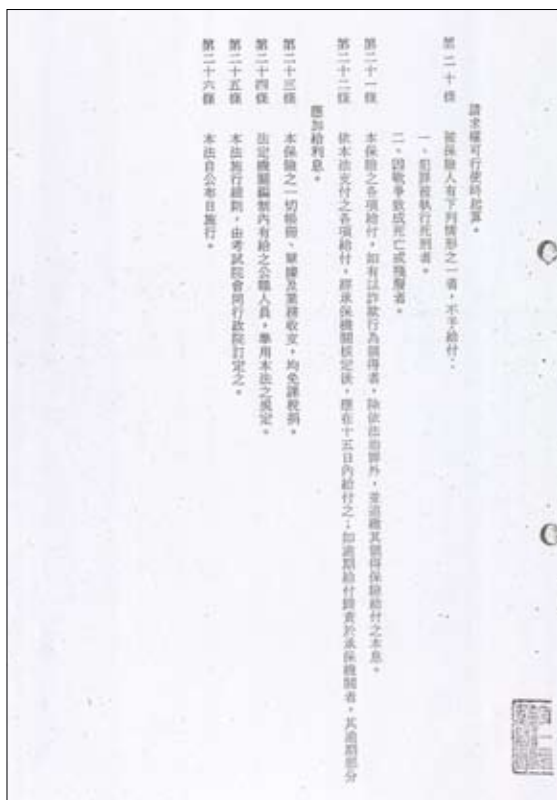 請求權可行使時起算。
第二十條　被保險人有下列情形之一者，不予給付：
一、犯罪被執行死刑者。
二、因戰爭致成死亡或殘廢者。
第二十一條　本保險之各項給付，如有以詐欺行為領得者，除依法治罪外，並追繳其領得保險給付之本息。
第二十二條　依本法支付之各項給付，經承保機關核定後，應在十五日內給付之；如逾期給付歸責於承保機關者，其逾期部分
應加給利息。
第二十三條　本保險之一切帳冊、單據及業務收支，均免課稅捐。
第二十四條　法定機關編制內有給之公職人員，準用本法之規定。
第二十五條　本法施行細則，由考試院會同行政院訂定之。
第二十六條　本法自公布日施行。